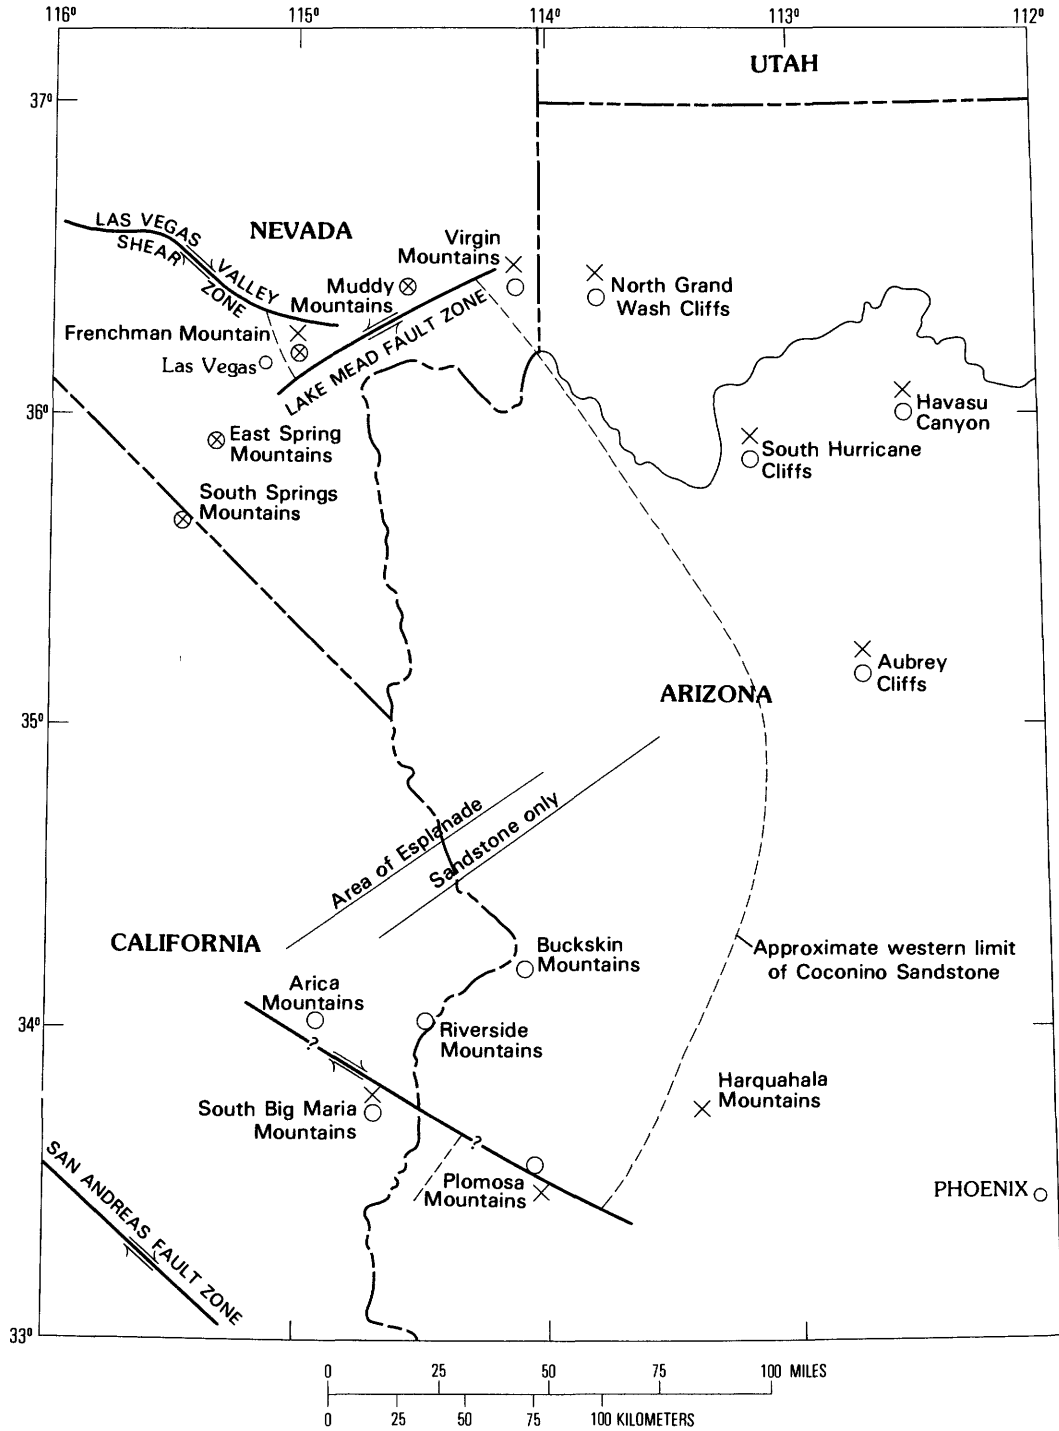 116° 115° 114° 113° 112°
UTAH
37°
LAS VEGAS VALLEY
SHEAR ZONE
NEVADA
Virgin
Mountains
Muddy
Mountains
North Grand
Wash Cliffs
Frenchman Mountain
Las Vegas
LAKE MEAD FAULT ZONE
36°
Havasu
Canyon
East Spring
Mountains
South Hurricane
Cliffs
South Springs
Mountains
Aubrey
Cliffs
ARIZONA
35°
Area of Esplanade
Sandstone only
CALIFORNIA
Buckskin
Mountains
Approximate western limit
of Coconino Sandstone
Arica
Mountains
34°
?
Riverside
Mountains
Harquahala
Mountains
South Big Maria
Mountains
?
SAN ANDREAS FAULT ZONE
Plomosa
Mountains
PHOENIX
33°
0 25 50 75 100 MILES
0 25 50 75 100 KILOMETERS